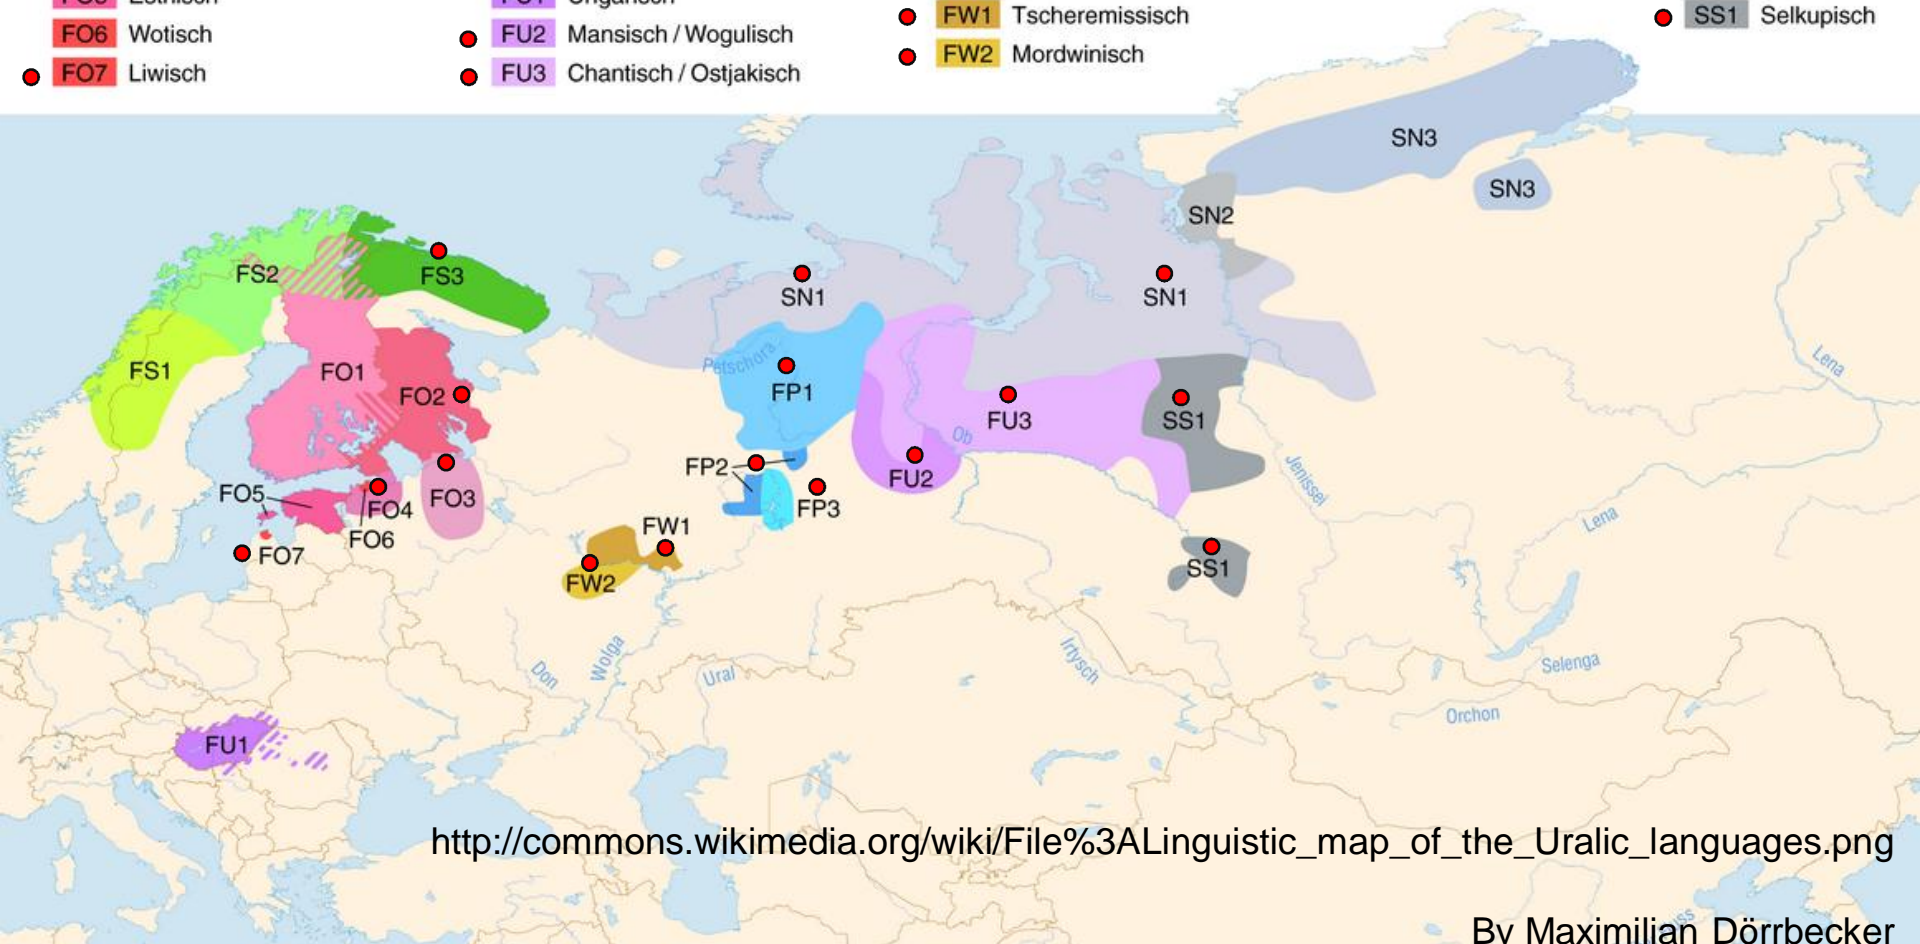 FO6 Wotisch
FO7 Liwisch
FU2 Mansisch / Wogulisch
FU3 Chantisch / Ostjakisch
FW1 Tscheremissisch
FW2 Mordwinisch
SS1 Selkupisch
SN3
SN3
SN2
FS2
FS3
SN1
SN1
Petschora
FS1
FO1
FO2
FP1
FU3
SS1
Ob
FP2
FU2
FO5
FO4
FO3
FP3
Jenissei
Lena
Lena
FO6
FO7
FW1
FW2
SS1
Don
Wolga
Ural
Irtysch
Selenga
Orchon
FU1
http://commons.wikimedia.org/wiki/File%3ALinguistic_map_of_the_Uralic_languages.png
By Maximilian Dörrbecker